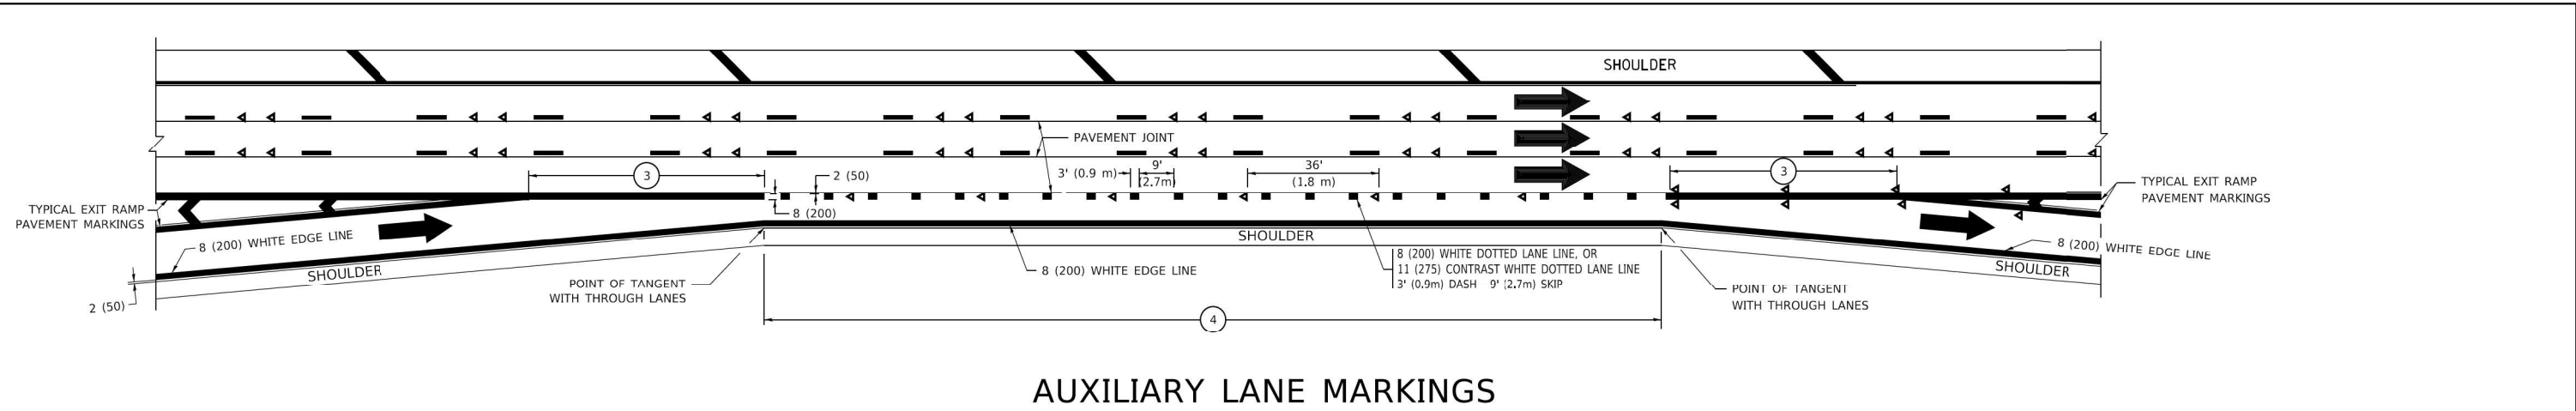 SHOULDER
PAVEMENT JOINT
9'
36'
3' (0.9 m)
(2.7m)
(1.8 m)
3
2 (50)
3
TYPICAL EXIT RAMP
PAVEMENT MARKINGS
TYPICAL EXIT RAMP
PAVEMENT MARKINGS
8 (200)
8 (200) WHITE EDGE LINE
SHOULDER
SHOULDER
8 (200) WHITE EDGE LINE
8 (200) WHITE EDGE LINE
SHOULDER
8 (200) WHITE DOTTED LANE LINE, OR
11 (275) CONTRAST WHITE DOTTED LANE LINE
3' (0.9m) DASH 9' (2.7m) SKIP
POINT OF TANGENT
WITH THROUGH LANES
POINT OF TANGENT
WITH THROUGH LANES
2 (50)
4
AUXILIARY LANE MARKINGS